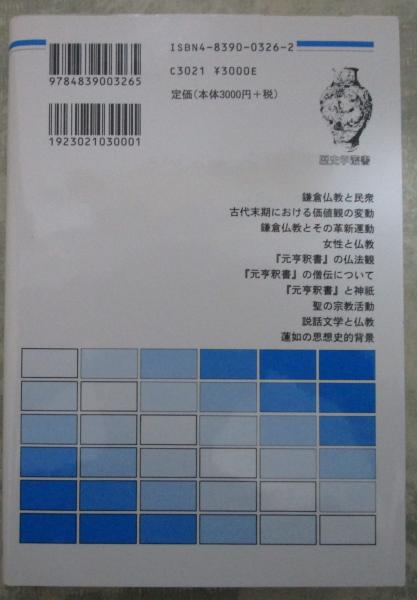 ISBN4-8390-0326-2
9784839003265
C3021 ¥3000E
定価(本体3000円+税)
1923021030001
歴史学叢書
鎌倉仏教と民衆
古代末期における価値観の変動
鎌倉仏教とその革新運動
女性と仏教
『元亨釈書』の仏法観
『元亨釈書』の僧伝について
『元亨釈書』と神祇
聖の宗教活動
説話文学と仏教
蓮如の思想史的背景